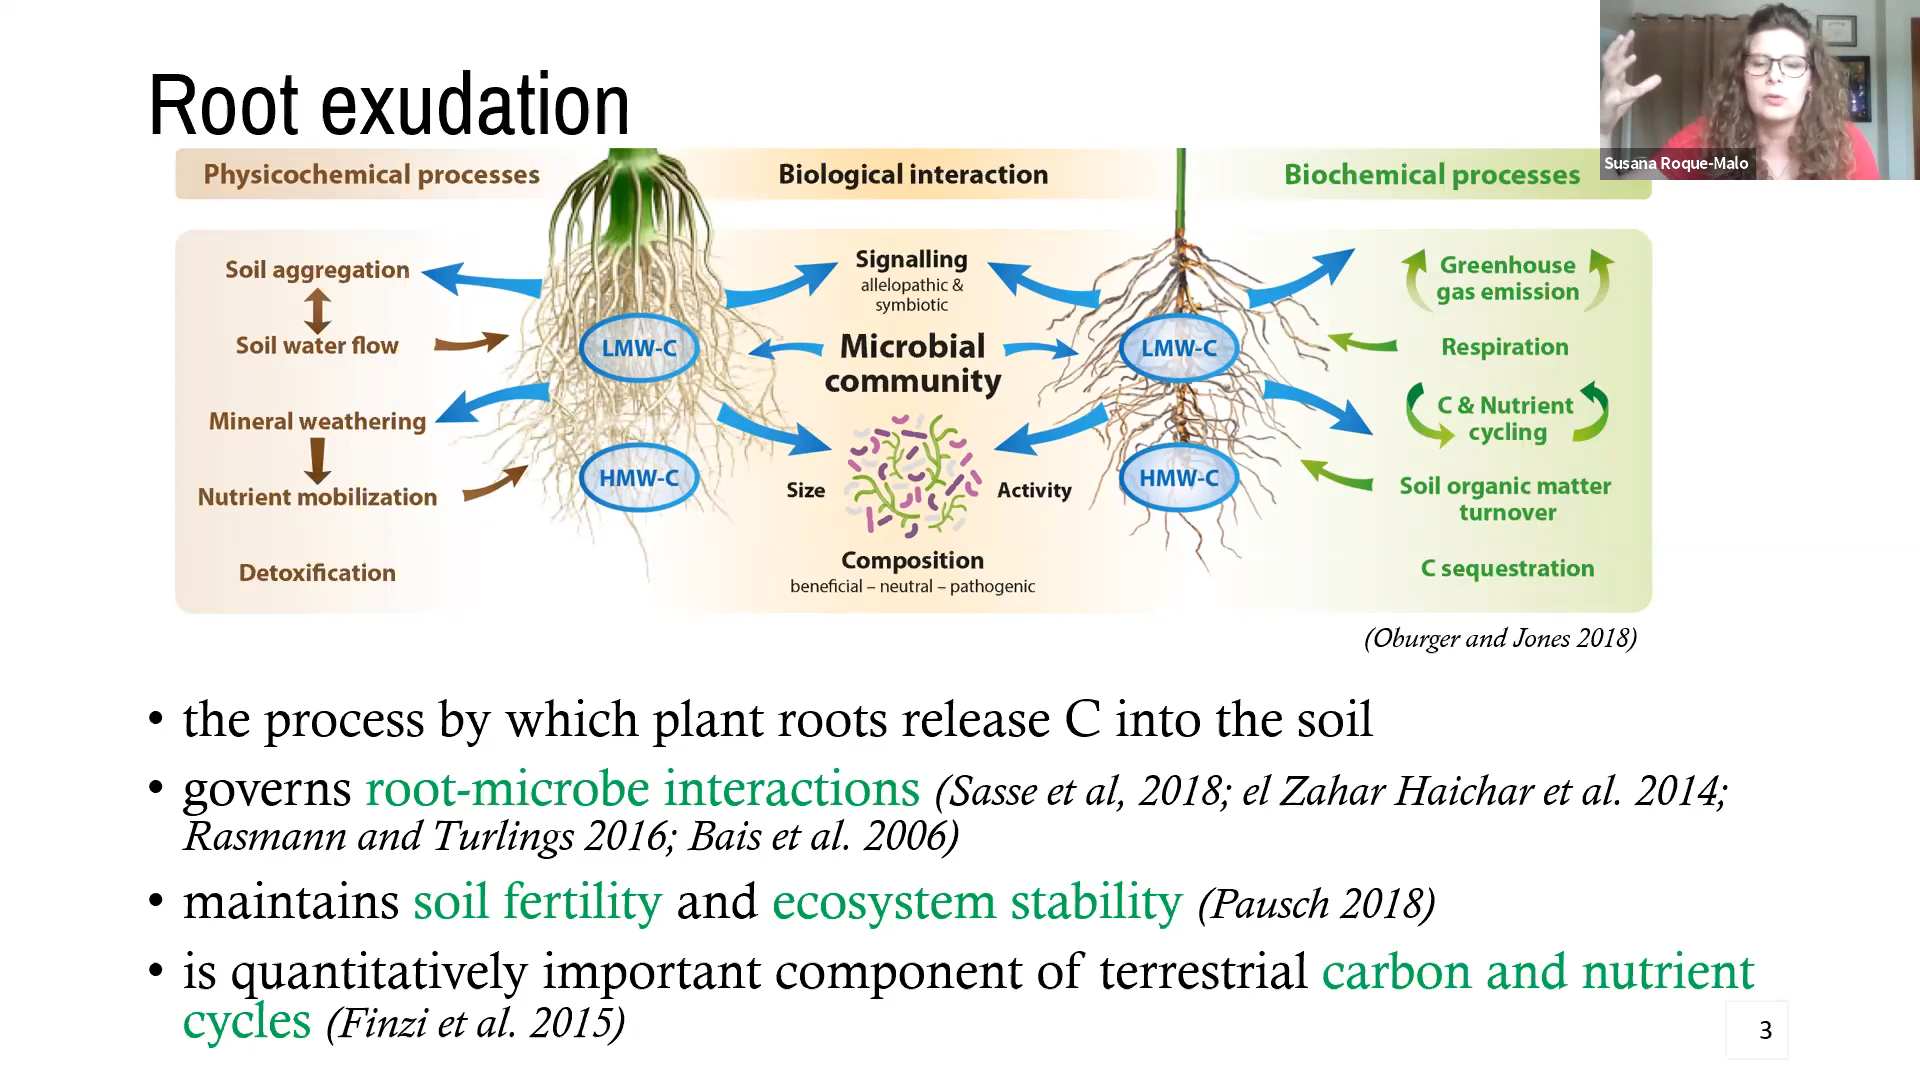 Root exudation
Susana Roque-Malo
Physicochemical processes
Biological interaction
Biochemical processes
Soil aggregation
Soil water flow
Mineral weathering
Nutrient mobilization
Detoxification
LMW-C
HMW-C
Signalling
allelopathic &
symbiotic
Microbial
community
Size
Activity
Composition
beneficial – neutral – pathogenic
LMW-C
HMW-C
Greenhouse
gas emission
Respiration
C & Nutrient
cycling
Soil organic matter
turnover
C sequestration
(Oburger and Jones 2018)
• the process by which plant roots release C into the soil
• governs root-microbe interactions (Sasse et al, 2018; el Zahar Haichar et al. 2014;
Rasmann and Turlings 2016; Bais et al. 2006)
• maintains soil fertility and ecosystem stability (Pausch 2018)
• is quantitatively important component of terrestrial carbon and nutrient
cycles (Finzi et al. 2015)
3